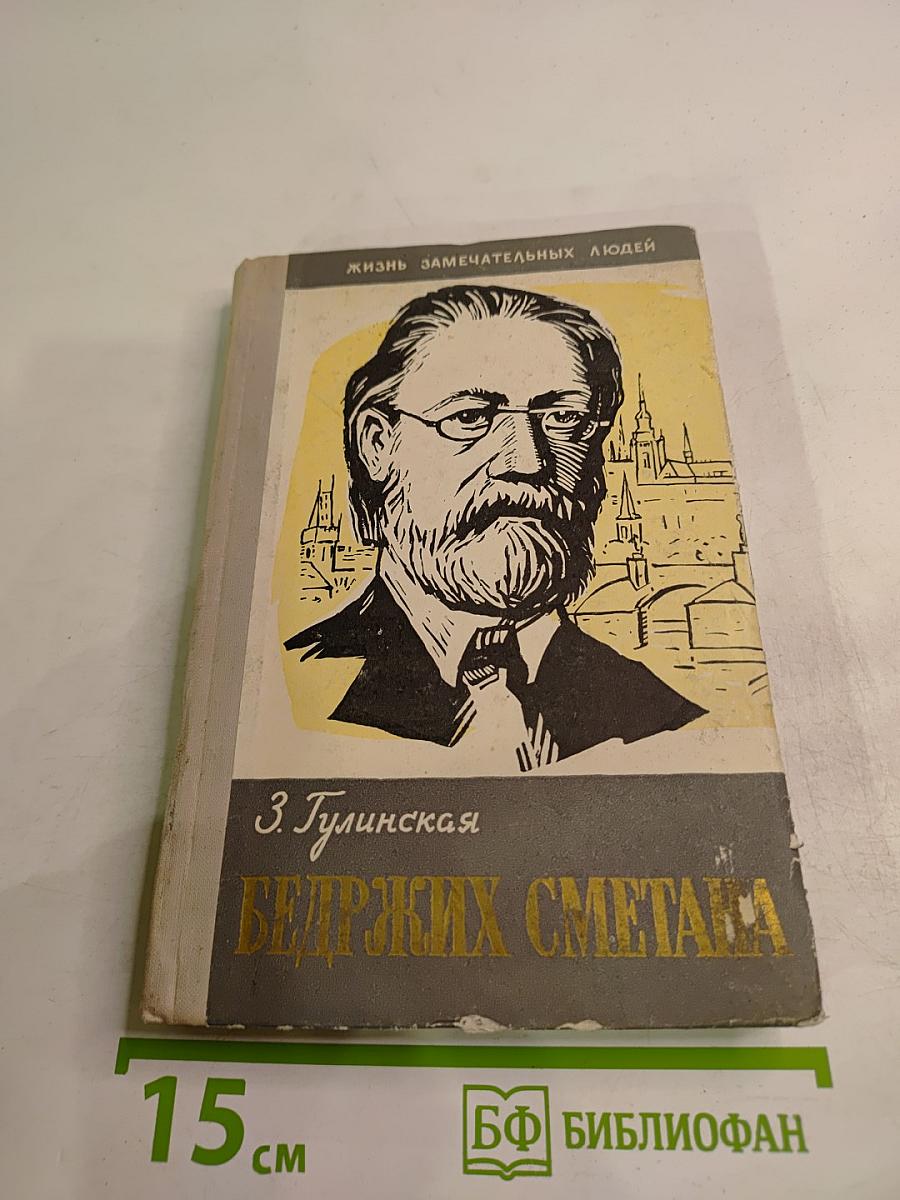 ЖИЗНЬ ЗАМЕЧАТЕЛЬНЫХ ЛЮДЕЙ
З. Гулинская
БЕДРЖИХ СМЕТАНА
15 см
БФ БИБЛИОФАН